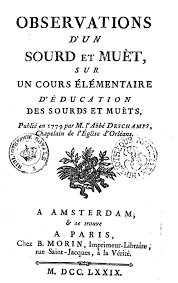 OBSERVATIONS
D'UN
SOURD ET MUÈT,
SUR
UN COURS ÉLÉMENTAIRE
D'ÉDUCATION
DES SOURDS ET MUÈTS,
Publié en 1779 par M. l'Abbé DESCHAMPS,
Chapelain de l'Église d'Orléans.
A AMSTERDAM;
& se trouve
A PARIS,
Chez B. MORIN, Imprimeur-Libraire,
rue Saint-Jacques, à la Vérité.
M. DCC. LXXIX.